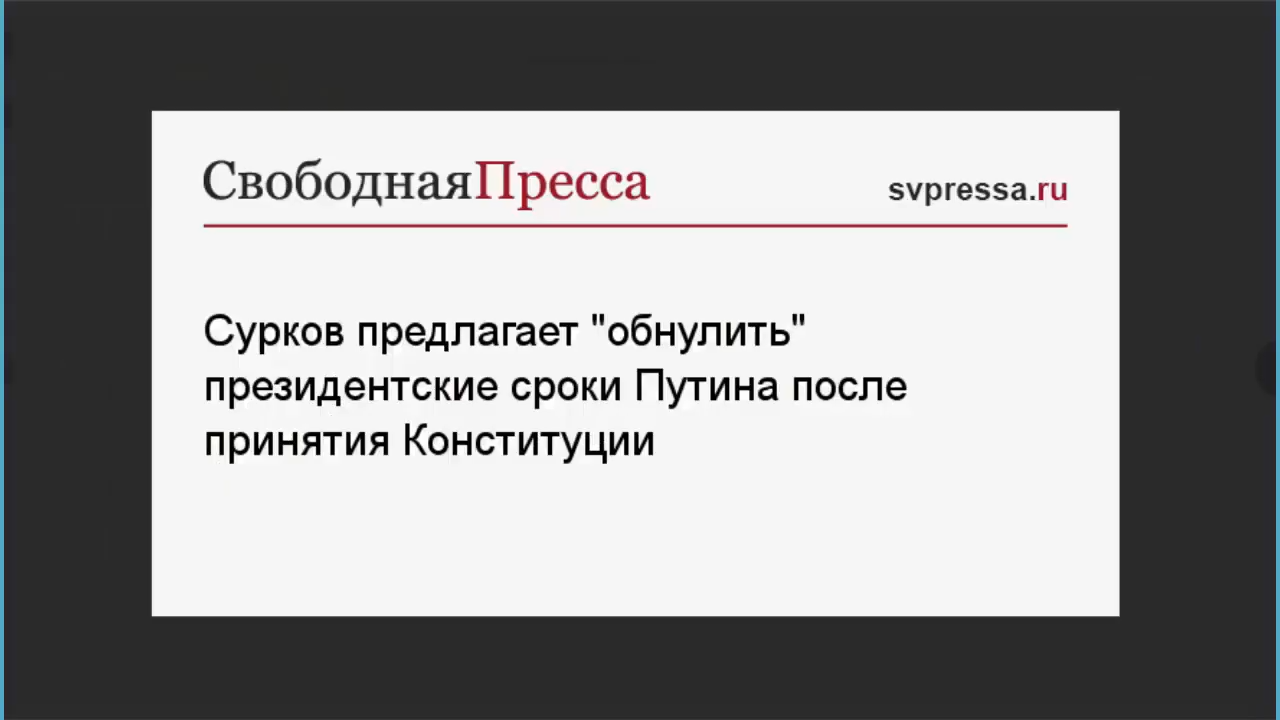 СвободнаяПресса svpressa.ru
Сурков предлагает "обнулить"
президентские сроки Путина после
принятия Конституции